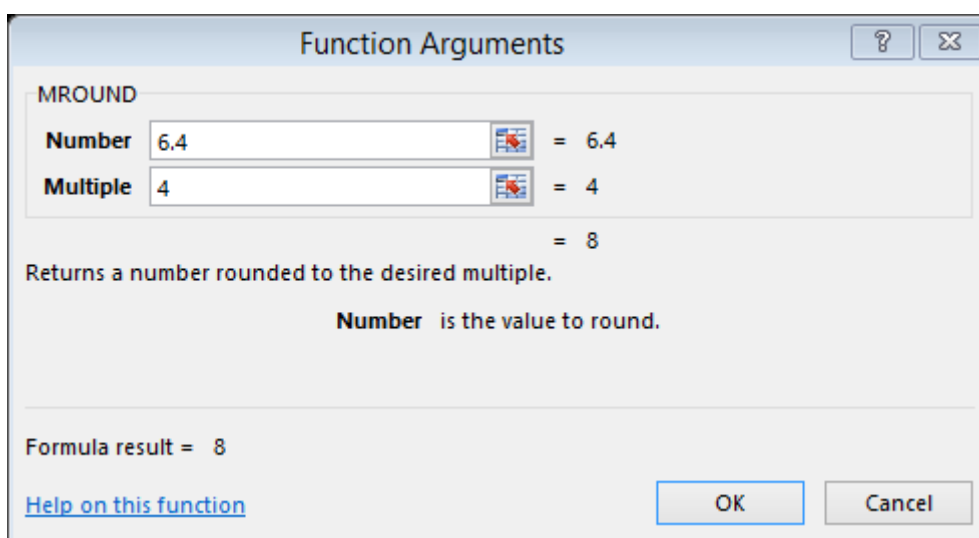 Function Arguments
?
MROUND
Number 6.4 = 6.4
Multiple 4 = 4
= 8
Returns a number rounded to the desired multiple.
Number is the value to round.
Formula result = 8
Help on this function OK Cancel